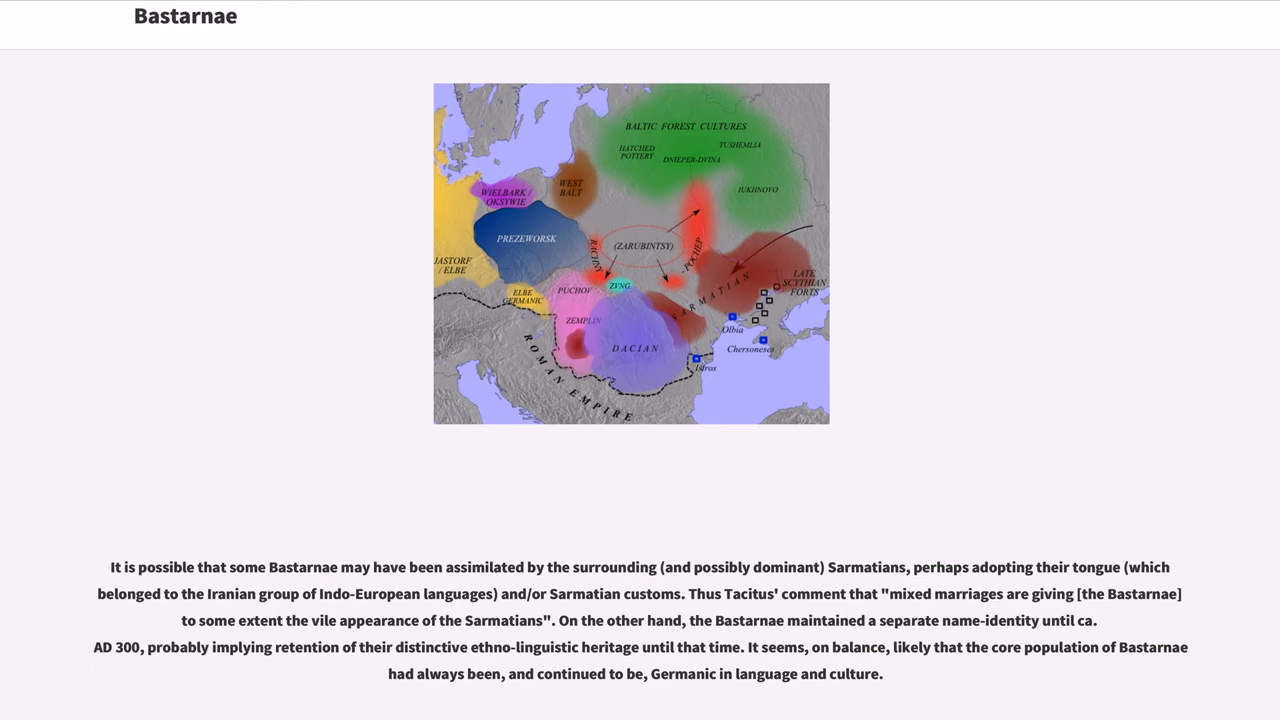 Bastarnae
BALTIC FOREST CULTURES
HATCHED
POTTERY
TUSHEMLIA
DNIEPER-DVINA
IUKHNOVO
WEST
BALT
WIELBARK /
OKSYWIE
PREZEWORSK
JASTORF
/ ELBE
(ZARUBINTSY)
RACHNY
- POCHEP
ELBE
GERMANIC
PUCHOV
ZVNG.
SARMATIAN
LATE
SCYTHIAN
FORTS
ZEMPLIN
DACIAN
Olbia
Chersoneses
Istros
ROMAN EMPIRE
It is possible that some Bastarnae may have been assimilated by the surrounding (and possibly dominant) Sarmatians, perhaps adopting their tongue (which
belonged to the Iranian group of Indo-European languages) and/or Sarmatian customs. Thus Tacitus' comment that "mixed marriages are giving [the Bastarnae]
to some extent the vile appearance of the Sarmatians". On the other hand, the Bastarnae maintained a separate name-identity until ca.
AD 300, probably implying retention of their distinctive ethno-linguistic heritage until that time. It seems, on balance, likely that the core population of Bastarnae
had always been, and continued to be, Germanic in language and culture.